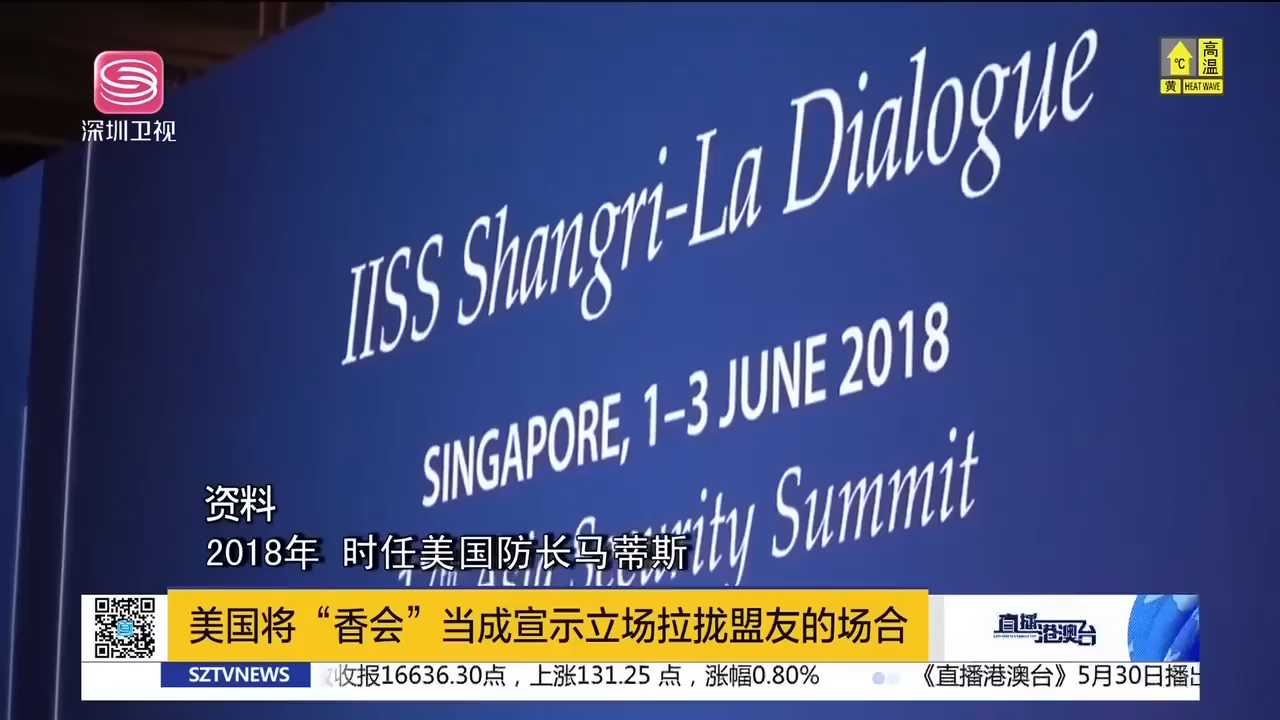 深圳卫视
℃
高温
黄
HEAT WAVE
IISS Shangri-La Dialogue
SINGAPORE, 1–3 JUNE 2018
Asia Security Summit
资料
2018年 时任美国防长马蒂斯
美国将“香会”当成宣示立场拉拢盟友的场合
直播港澳台
SZTVNEWS
收报16636.30点，上涨131.25 点，涨幅0.80%
《直播港澳台》5月30日播出